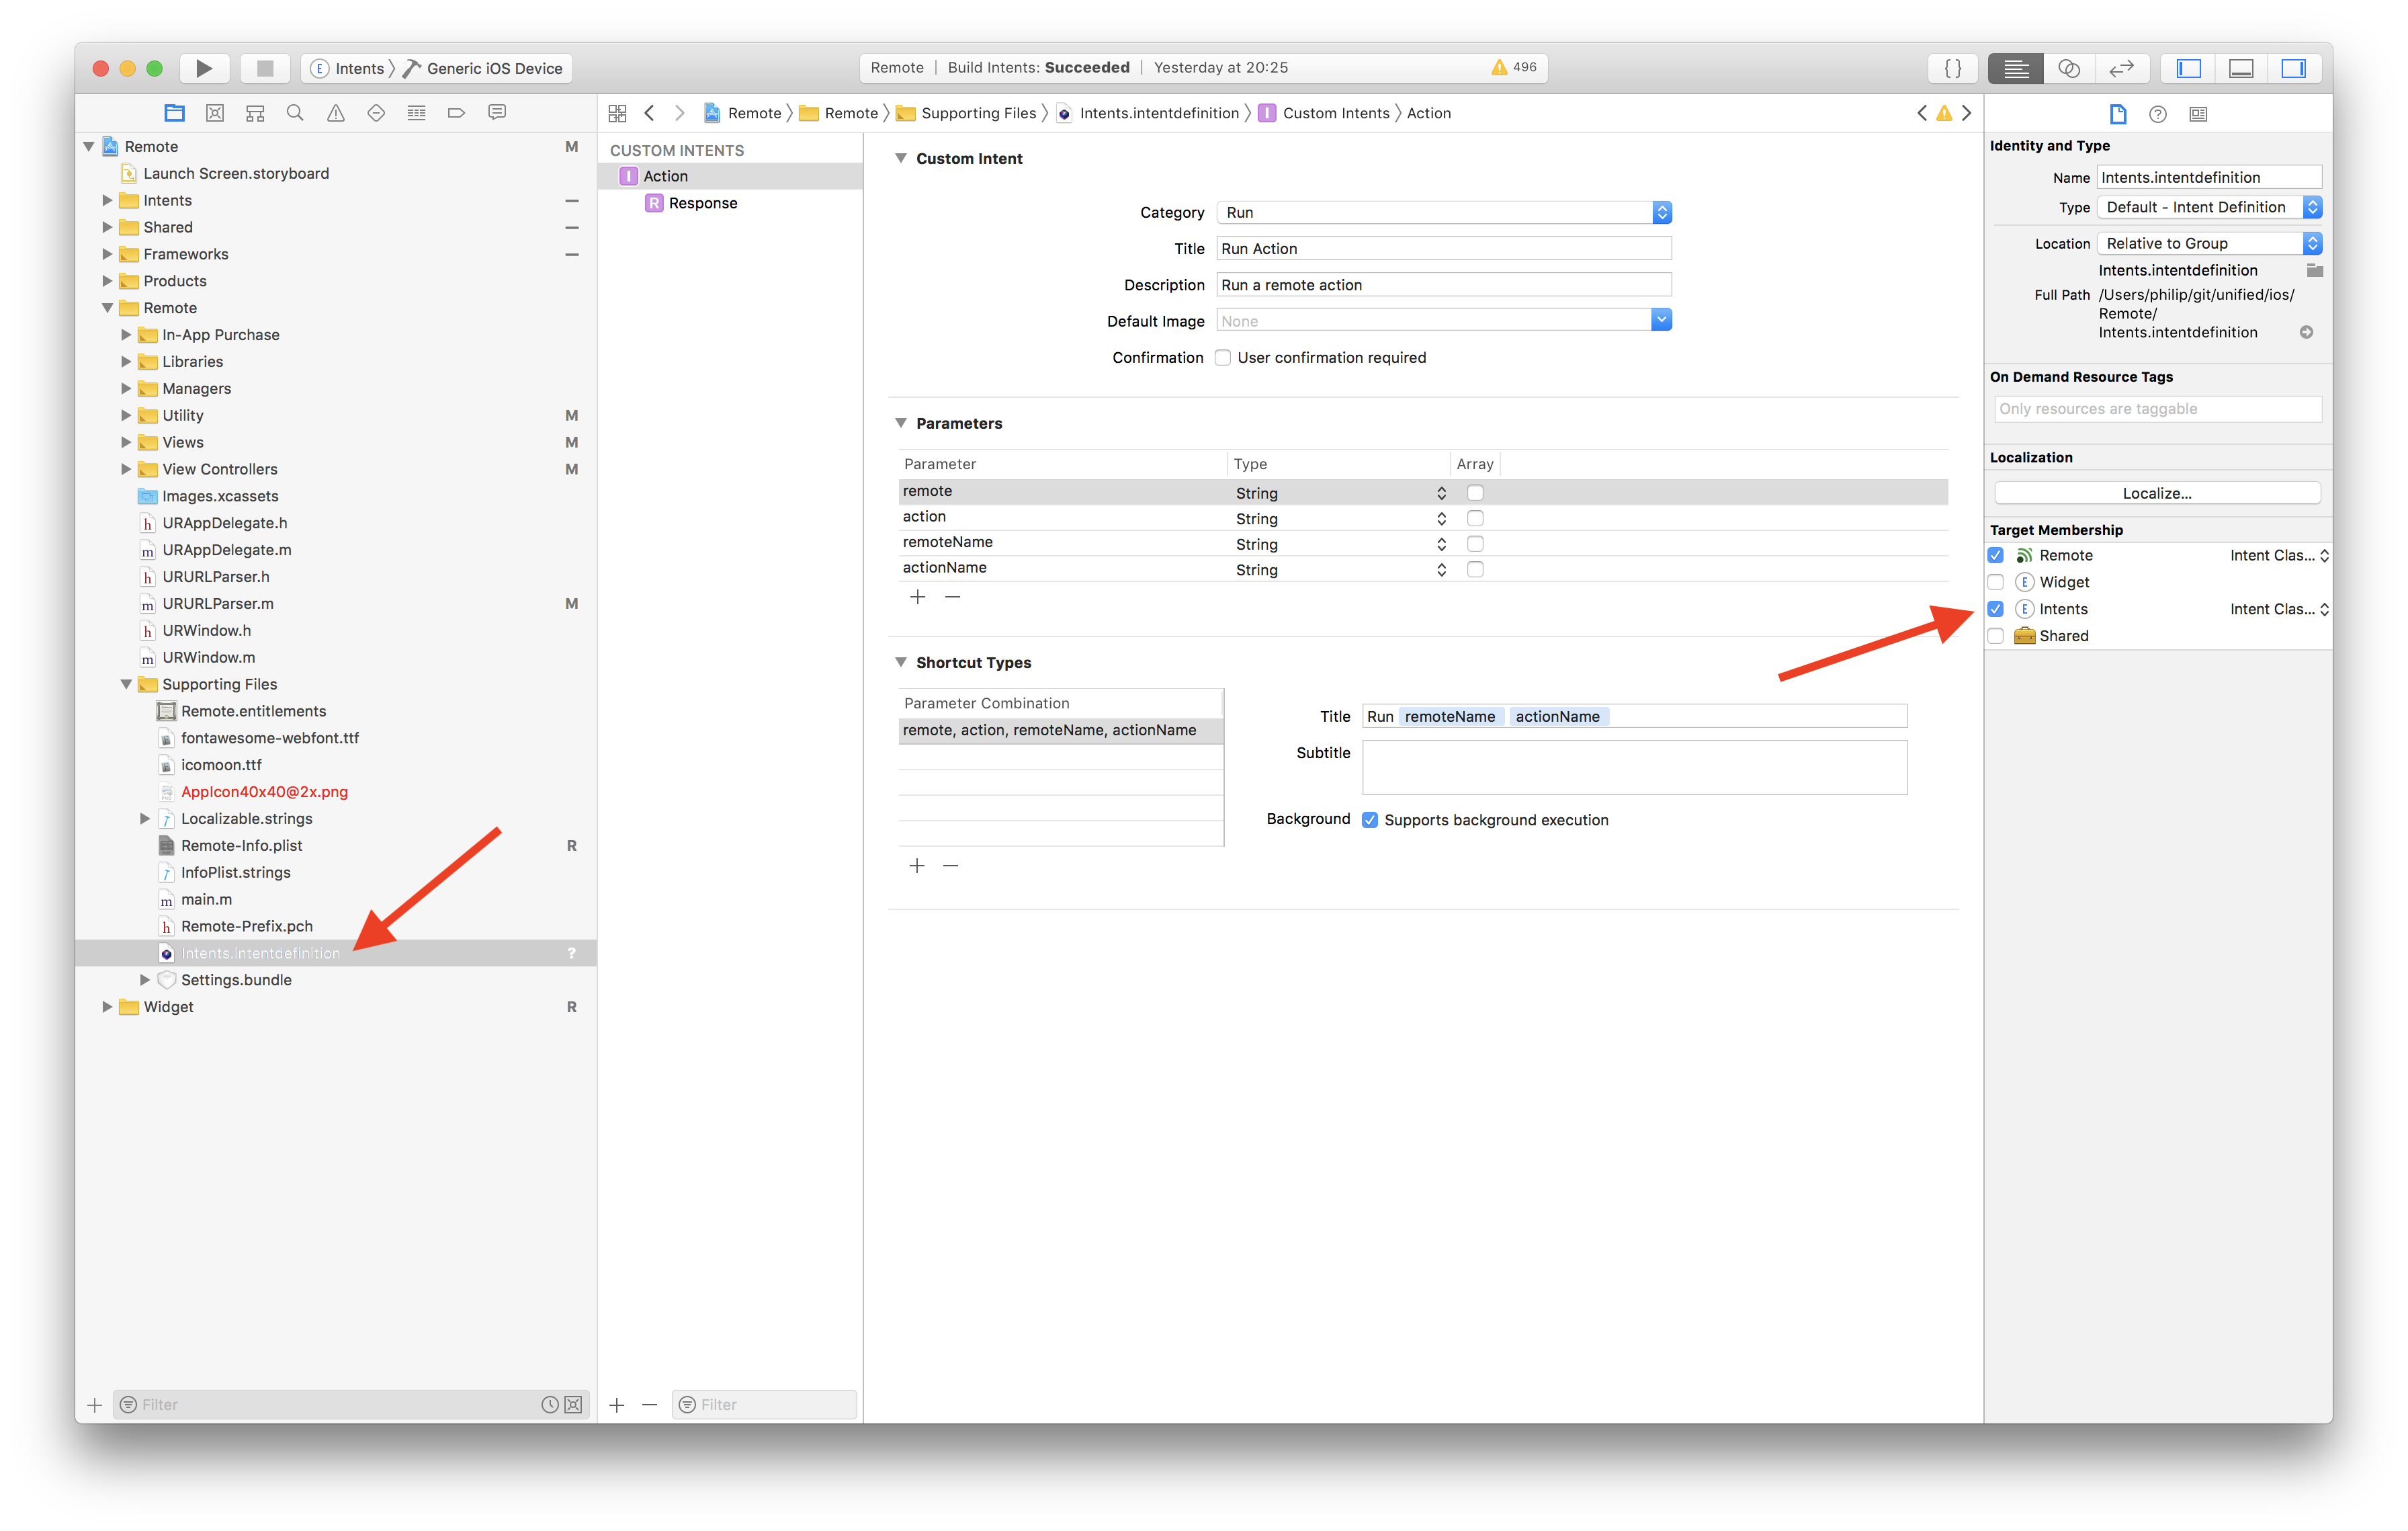 Intents 〉 Generic iOS Device
Remote | Build Intents: Succeeded | Yesterday at 20:25
496
{ }
Remote 〉 Remote 〉 Supporting Files 〉 Intents.intentdefinition 〉 I Custom Intents 〉 Action
Remote M
Launch Screen.storyboard
Intents
Shared
Frameworks
Products
Remote
In-App Purchase
Libraries
Managers
Utility M
Views M
View Controllers M
Images.xcassets
h URAppDelegate.h
m URAppDelegate.m
h URURLParser.h
m URURLParser.m M
h URWindow.h
m URWindow.m
Supporting Files
Remote.entitlements
fontawesome-webfont.ttf
icomoon.ttf
AppIcon40x40@2x.png
Localizable.strings
Remote-Info.plist R
InfoPlist.strings
m main.m
h Remote-Prefix.pch
Intents.intentdefinition ?
Settings.bundle
Widget R
Filter
CUSTOM INTENTS
I Action
R Response
Filter
Custom Intent
Category Run
Title Run Action
Description Run a remote action
Default Image None
Confirmation User confirmation required
Parameters
Parameter Type Array
remote String
action String
remoteName String
actionName String
+ −
Shortcut Types
Parameter Combination
remote, action, remoteName, actionName
+ −
Title Run remoteName actionName
Subtitle
Background Supports background execution
Identity and Type
Name Intents.intentdefinition
Type Default - Intent Definition
Location Relative to Group
Intents.intentdefinition
Full Path /Users/philip/git/unified/ios/
Remote/
Intents.intentdefinition
On Demand Resource Tags
Only resources are taggable
Localization
Localize...
Target Membership
Remote Intent Clas...
E Widget
E Intents Intent Clas...
Shared